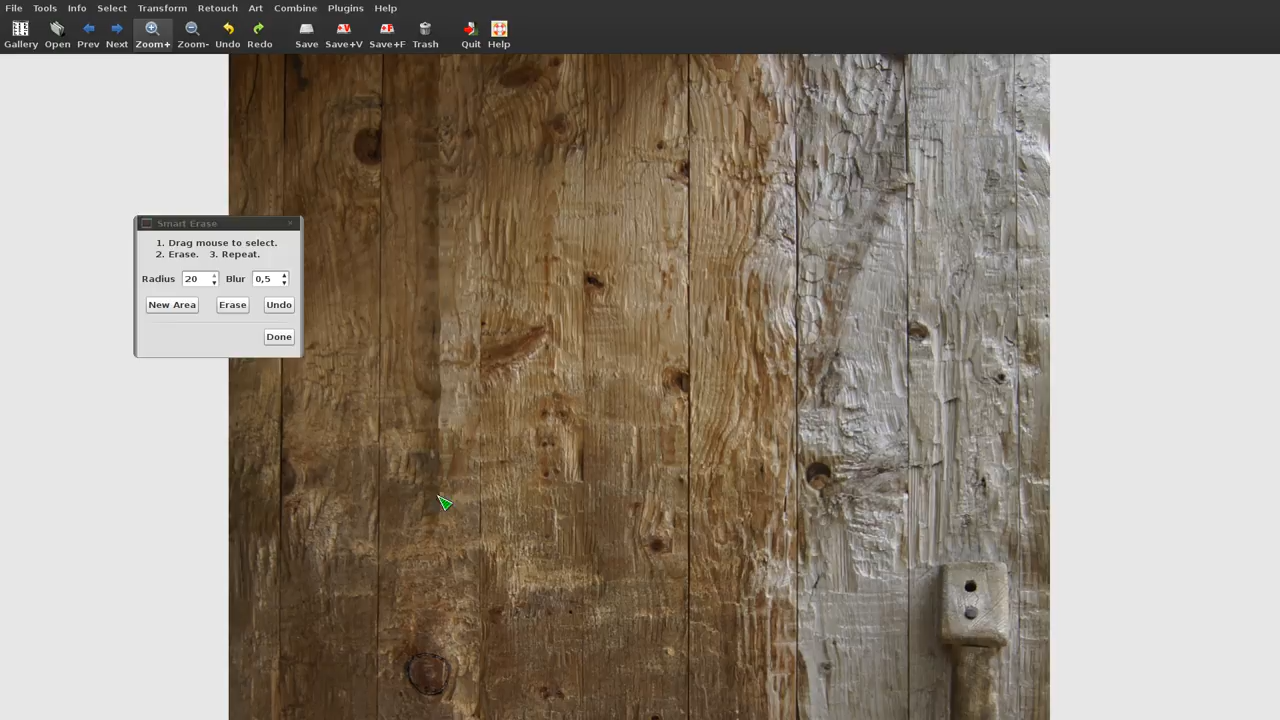 File Tools Info Select Transform Retouch Art Combine Plugins Help
Gallery Open Prev Next Zoom+ Zoom- Undo Redo Save Save+V Save+F Trash Quit Help
Smart Erase
1. Drag mouse to select.
2. Erase. 3. Repeat.
Radius 20 Blur 0,5
New Area Erase Undo
Done